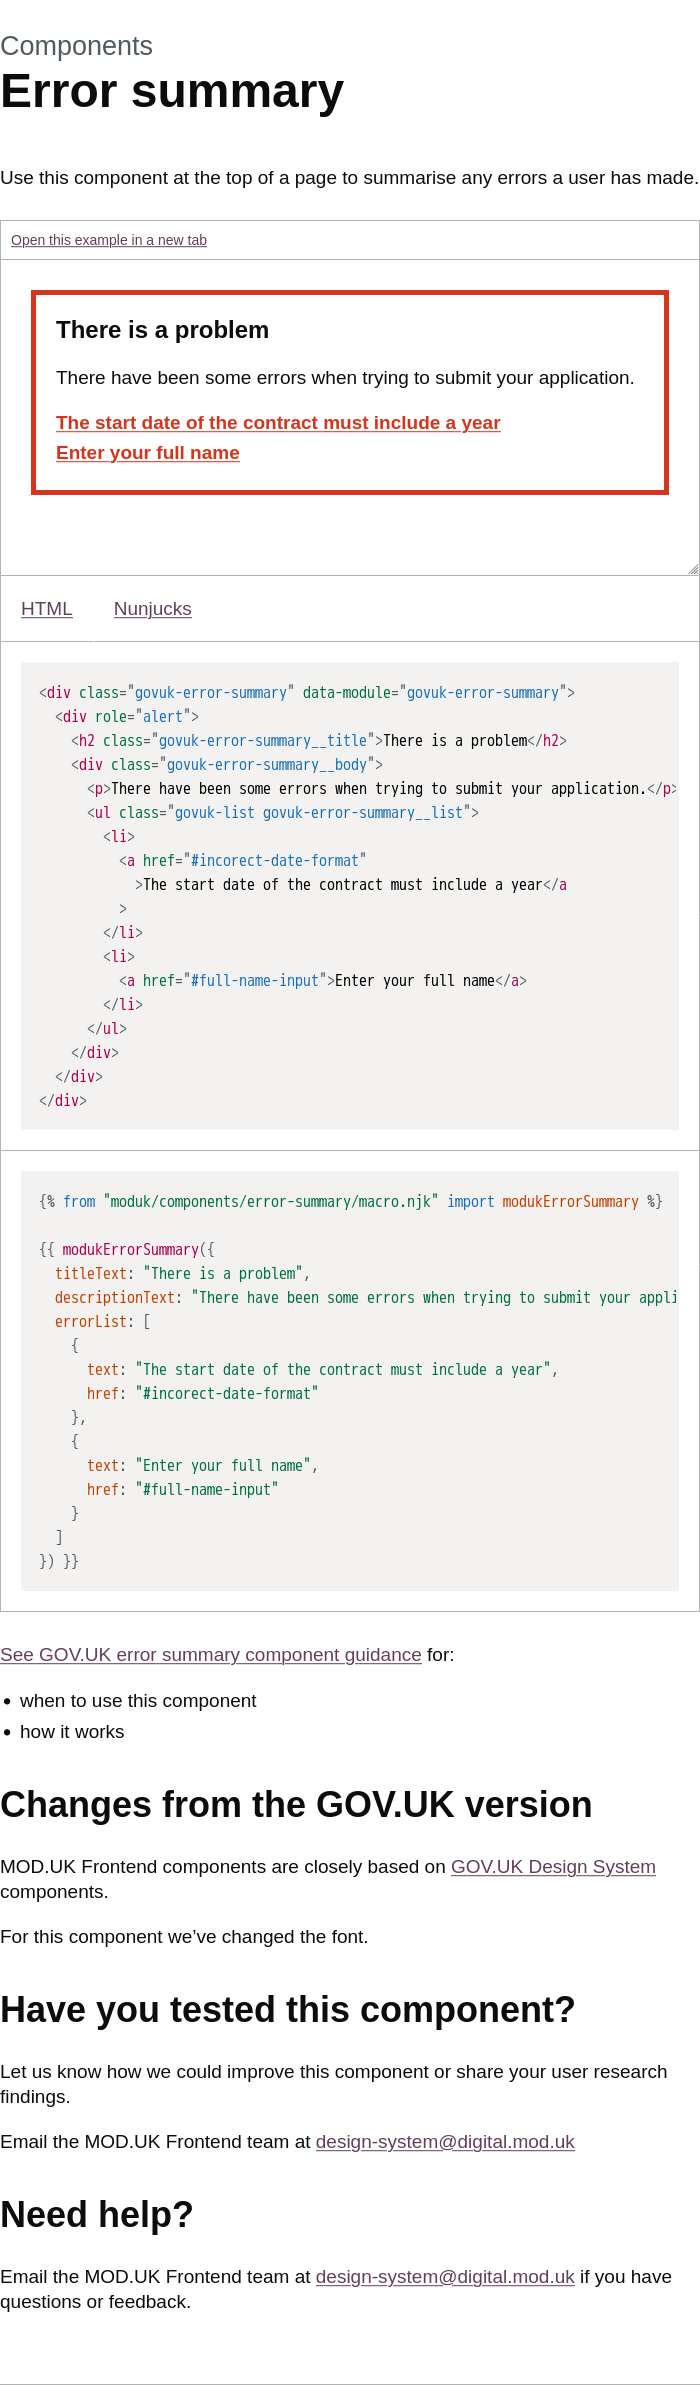 Components
Error summary
Use this component at the top of a page to summarise any errors a user has made.
Open this example in a new tab
There is a problem
There have been some errors when trying to submit your application.
The start date of the contract must include a year
Enter your full name
HTML Nunjucks
<div class="govuk-error-summary" data-module="govuk-error-summary">
  <div role="alert">
    <h2 class="govuk-error-summary__title">There is a problem</h2>
    <div class="govuk-error-summary__body">
      <p>There have been some errors when trying to submit your application.</p>
      <ul class="govuk-list govuk-error-summary__list">
        <li>
          <a href="#incorect-date-format"
            >The start date of the contract must include a year</a
          >
        </li>
        <li>
          <a href="#full-name-input">Enter your full name</a>
        </li>
      </ul>
    </div>
  </div>
</div>
{% from "moduk/components/error-summary/macro.njk" import modukErrorSummary %}
{{ modukErrorSummary({
  titleText: "There is a problem",
  descriptionText: "There have been some errors when trying to submit your appli
  errorList: [
    {
      text: "The start date of the contract must include a year",
      href: "#incorect-date-format"
    },
    {
      text: "Enter your full name",
      href: "#full-name-input"
    }
  ]
}) }}
See GOV.UK error summary component guidance for:
• when to use this component
• how it works
Changes from the GOV.UK version
MOD.UK Frontend components are closely based on GOV.UK Design System
components.
For this component we’ve changed the font.
Have you tested this component?
Let us know how we could improve this component or share your user research
findings.
Email the MOD.UK Frontend team at design-system@digital.mod.uk
Need help?
Email the MOD.UK Frontend team at design-system@digital.mod.uk if you have
questions or feedback.